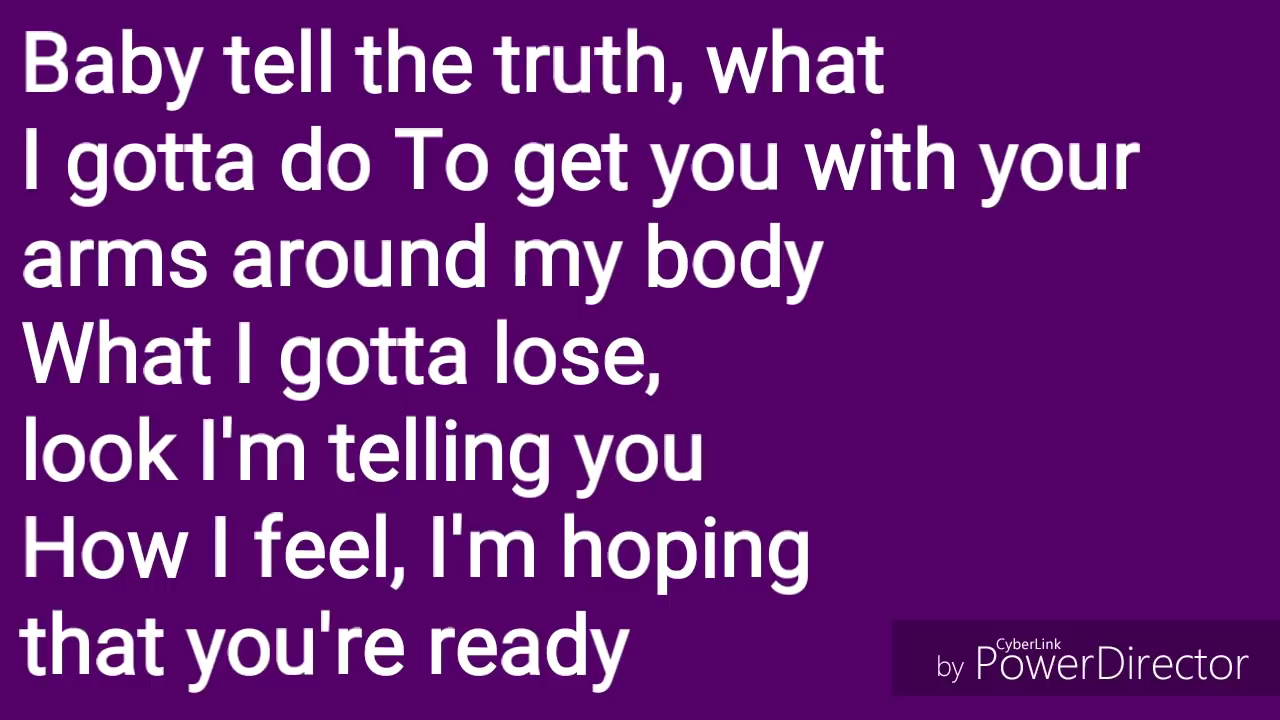 Baby tell the truth, what
I gotta do To get you with your
arms around my body
What I gotta lose,
look I'm telling you
How I feel, I'm hoping
that you're ready
by CyberLink PowerDirector